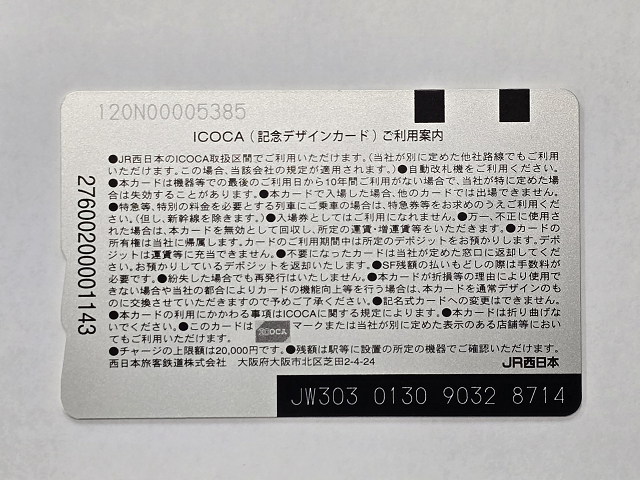 120N00005385
ICOCA（記念デザインカード）ご利用案内
●JR西日本のICOCA取扱区間でご利用いただけます。（当社が別に定めた他社路線でもご利用
いただけます。この場合、当該会社の規定が適用されます。）●自動改札機をご利用ください。
●本カードは機器等での最後のご利用日から10年間ご利用がない場合で、当社が特に定めた場
合は失効することがあります。●本カードで入場した場合、他のカードでは出場できません。
●特急等、特別の料金を必要とする列車にご乗車の場合は、特急券等をお求めのうえご利用くだ
さい。（但し、新幹線を除きます。）●入場券としてはご利用になれません。●万一、不正に使用さ
れた場合は、本カードを無効として回収し、所定の運賃・増運賃等をいただきます。●カードの
所有権は当社に帰属します。カードのご利用期間中は所定のデポジットをお預かりします。デポ
ジットは運賃等に充当できません。●不要になったカードは当社が定めた窓口に返却してくだ
さい。お預かりしているデポジットを返却いたします。●SF残額の払いもどしの際は手数料が必
要です。●紛失した場合でも再発行はいたしません。●本カードが折損等の理由により使用で
きない場合や当社の都合によりカードの機能向上等を行う場合は、本カードを通常デザインのも
のに交換させていただきますので予めご了承ください。●記名式カードへの変更はできません。
●本カードの利用にかかわる事項はICOCAに関する規定によります。●本カードは折り曲げな
いでください。●このカードは ICOCA マークまたは当社が別に定めた表示のある店舗等におい
てもご利用いただけます。
●チャージの上限額は20,000円です。●残額は駅等に設置の所定の機器でご確認いただけます。
西日本旅客鉄道株式会社 大阪府大阪市北区芝田2-4-24
JR西日本
JW303 0130 9032 8714
27600200001143